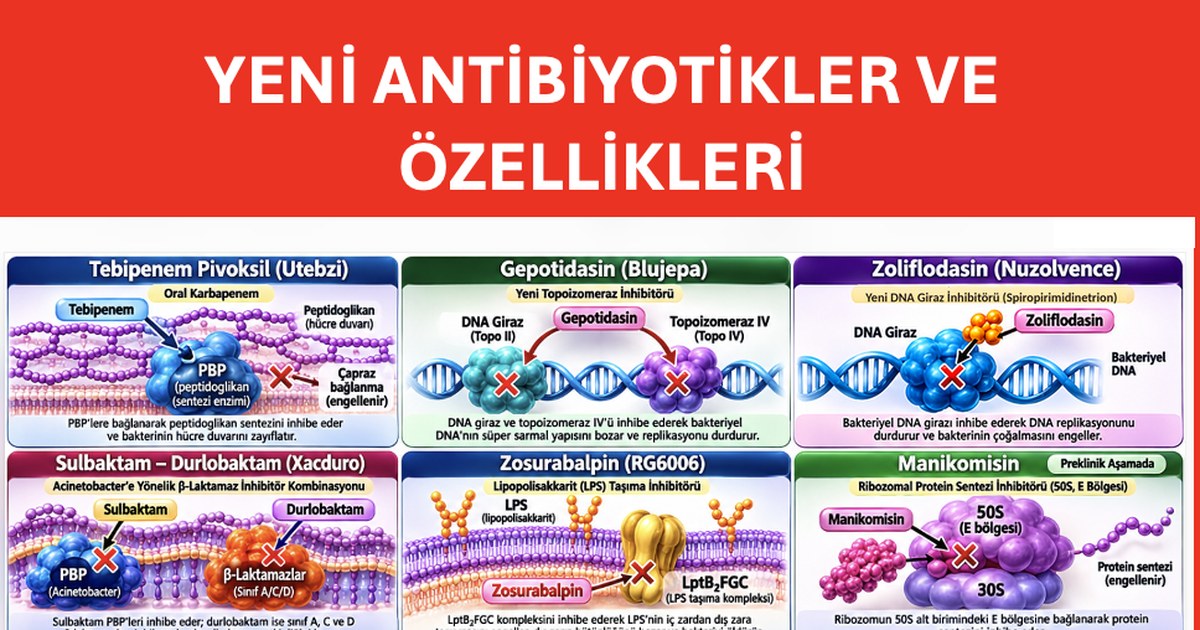 YENİ ANTİBİYOTİKLER VE
ÖZELLİKLERİ
Tebipenem Pivoksil (Utebzi)
Oral Karbapenem
Tebipenem
Peptidoglikan
(hücre duvarı)
PBP
(peptidoglikan
sentezi enzimi)
Çapraz
bağlanma
(engellenir)
PBP'lere bağlanarak peptidoglikan sentezini inhibe eder
ve bakterinin hücre duvarını zayıflatır.
Gepotidasin (Blujepa)
Yeni Topoizomeraz İnhibitörü
DNA Giraz
(Topo II)
Gepotidasin
Topoizomeraz IV
(Topo IV)
DNA giraz ve topoizomeraz IV'ü inhibe ederek bakteriyel
DNA'nın süper sarmal yapısını bozar ve replikasyonu durdurur.
Zoliflodasin (Nuzolvence)
Yeni DNA Giraz İnhibitörü (Spiropirimidinetrion)
DNA Giraz
Zoliflodasin
Bakteriyel
DNA
Bakteriyel DNA girazı inhibe ederek DNA replikasyonunu
durdurur ve bakterinin çoğalmasını engeller.
Sulbaktam – Durlobaktam (Xacduro)
Acinetobacter'e Yönelik β-Laktamaz İnhibitör Kombinasyonu
Sulbaktam
Durlobaktam
PBP
(Acinetobacter)
β-Laktamazlar
(Sınıf A/C/D)
Sulbaktam PBP'leri inhibe eder; durlobaktam ise sınıf A, C ve D
Zosurabalpin (RG6006)
Lipopolisakkarit (LPS) Taşıma İnhibitörü
LPS
(lipopolisakkarit)
Zosurabalpin
LptB₂FGC
(LPS taşıma kompleksi)
LptB₂FGC kompleksini inhibe ederek LPS'nin iç zardan dış zara
Manikomisin
Preklinik Aşamada
Ribozomal Protein Sentezi İnhibitörü (50S, E Bölgesi)
Manikomisin
50S
(E bölgesi)
30S
Protein sentezi
(engellenir)
Ribozomun 50S alt birimindeki E bölgesine bağlanarak protein